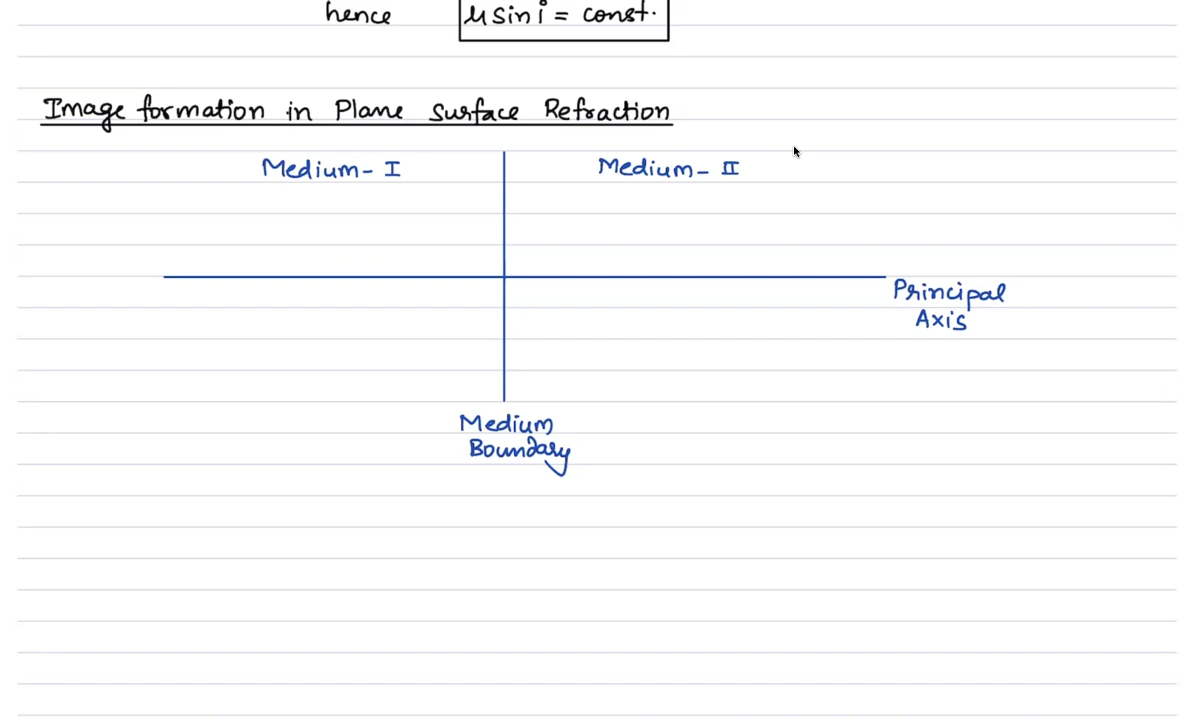 hence μ sin i = const.
Image formation in Plane Surface Refraction
Medium - I Medium - II
Principal
Axis
Medium
Boundary